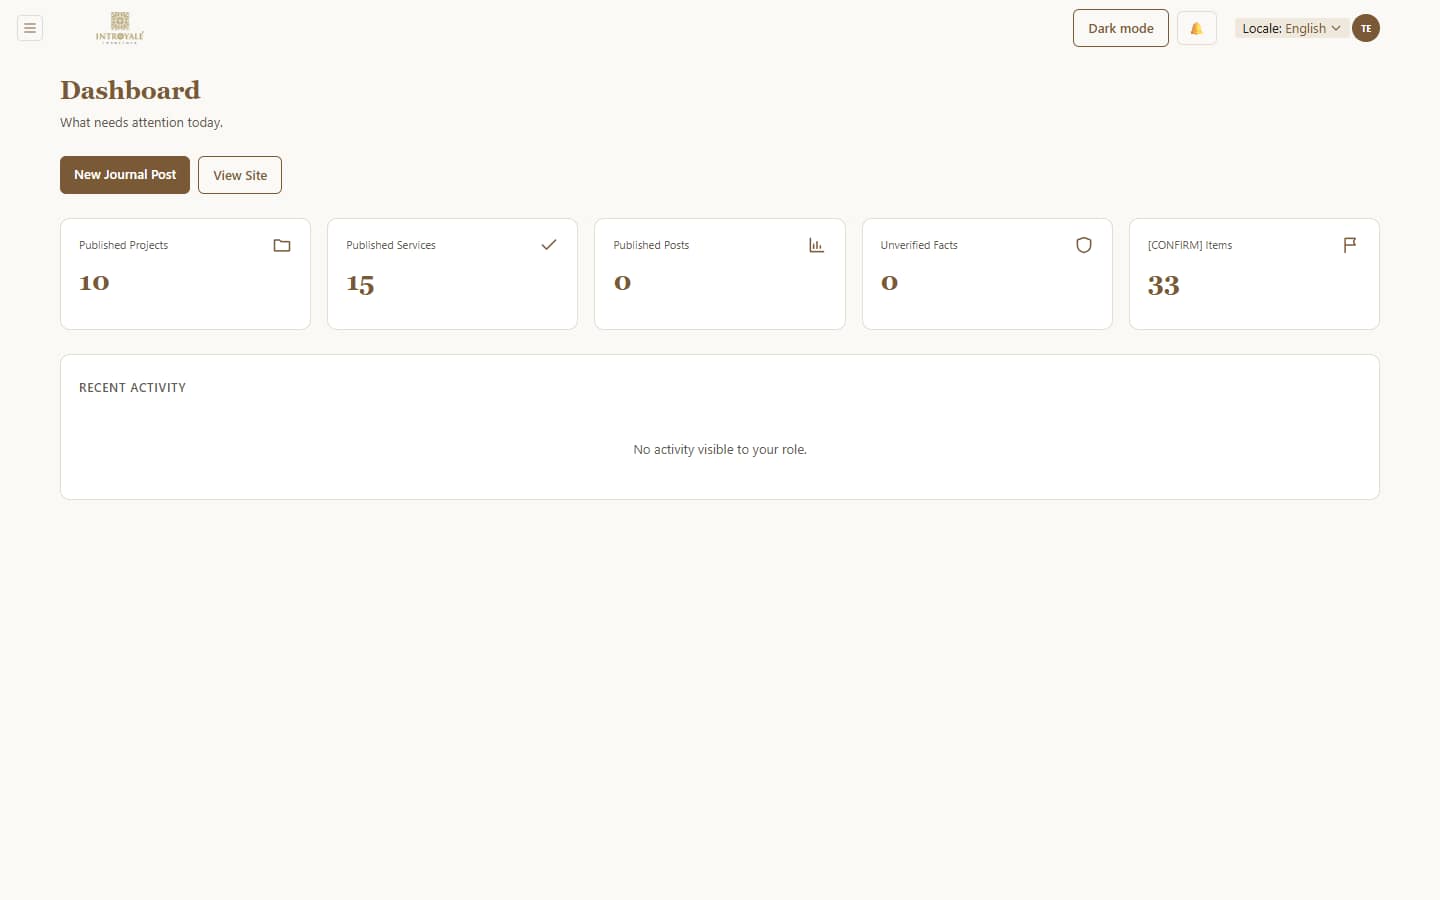 INTROYALE
Dark mode
Locale: English
TE
Dashboard
What needs attention today.
New Journal Post
View Site
Published Projects
10
Published Services
15
Published Posts
0
Unverified Facts
0
[CONFIRM] Items
33
RECENT ACTIVITY
No activity visible to your role.